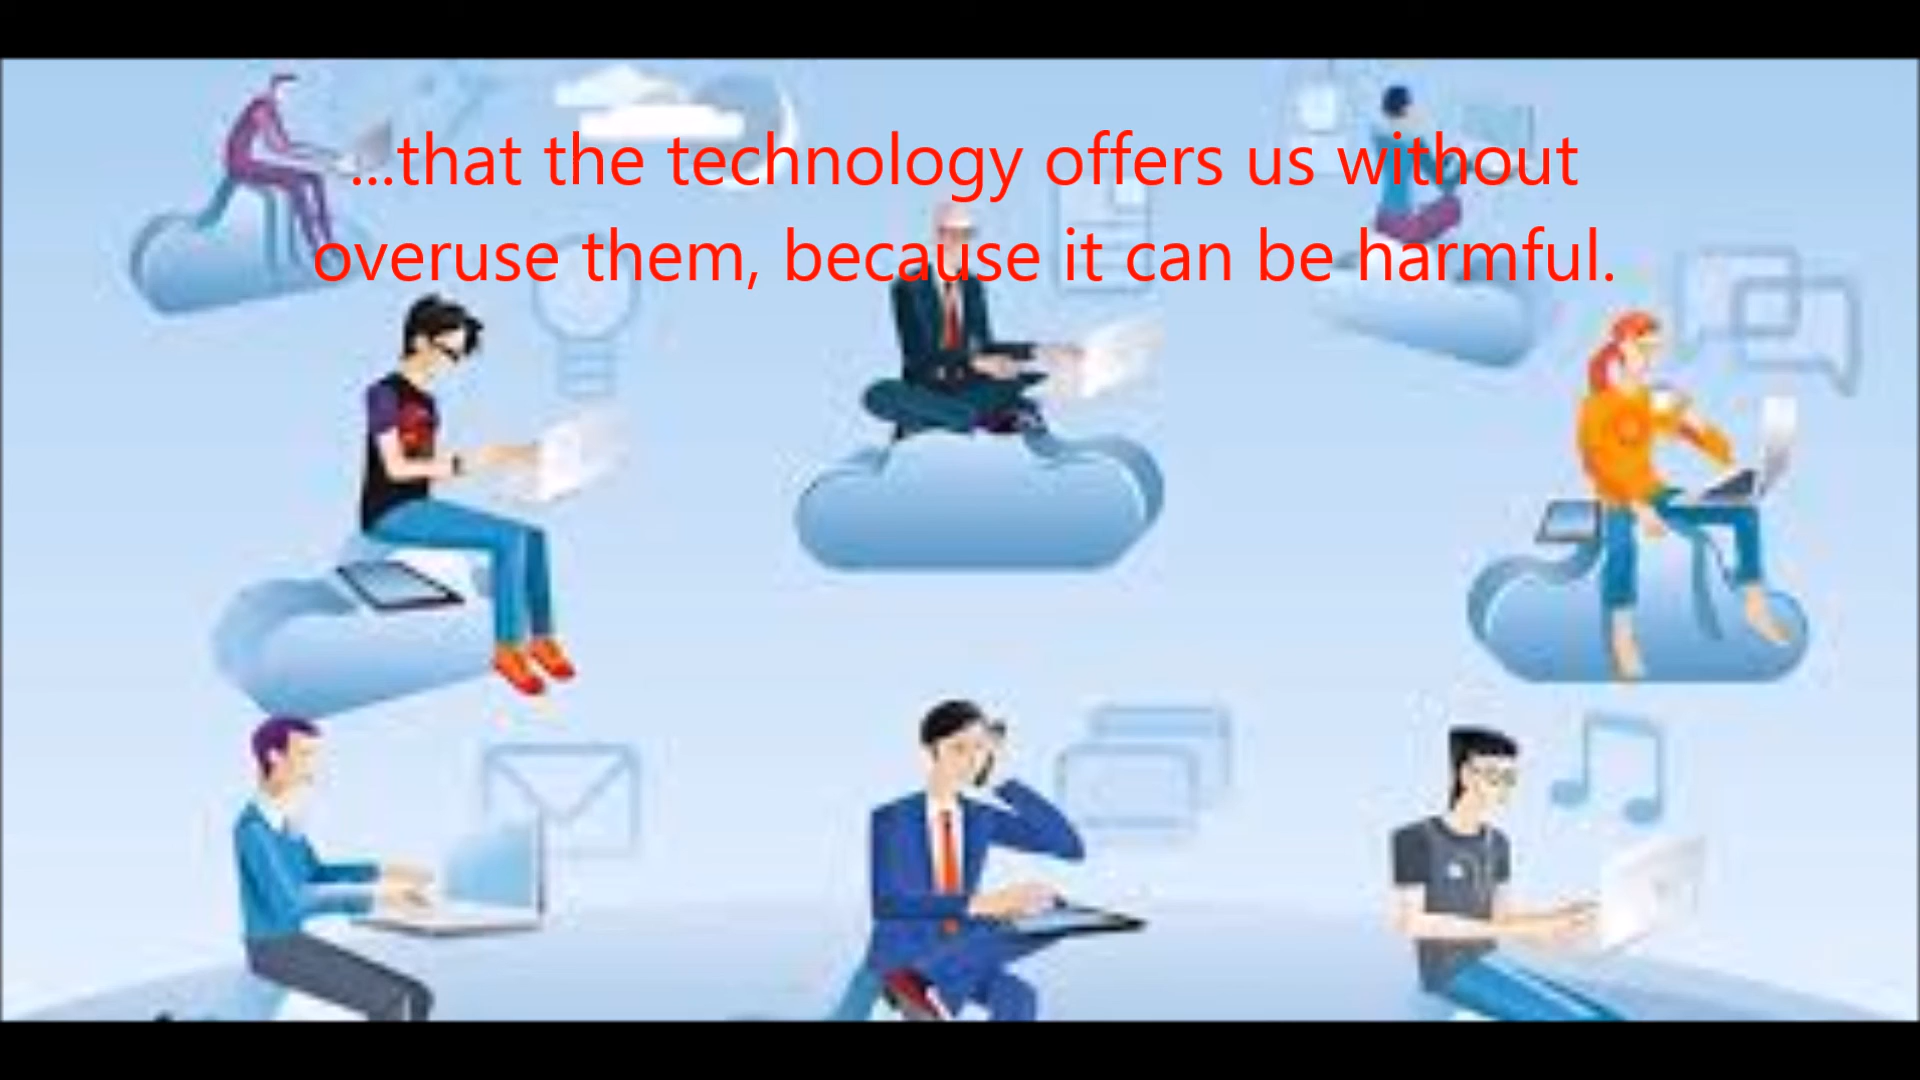 ...that the technology offers us without
overuse them, because it can be harmful.